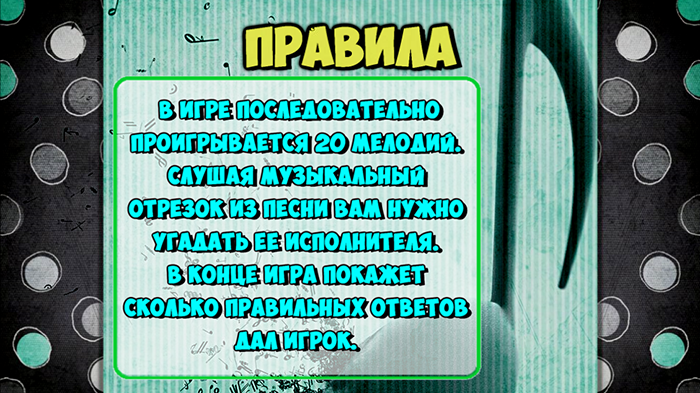 ПРАВИЛА
В ИГРЕ ПОСЛЕДОВАТЕЛЬНО
ПРОИГРЫВАЕТСЯ 20 МЕЛОДИЙ.
СЛУШАЯ МУЗЫКАЛЬНЫЙ
ОТРЕЗОК ИЗ ПЕСНИ ВАМ НУЖНО
УГАДАТЬ ЕЕ ИСПОЛНИТЕЛЯ.
В КОНЦЕ ИГРА ПОКАЖЕТ
СКОЛЬКО ПРАВИЛЬНЫХ ОТВЕТОВ
ДАЛ ИГРОК.